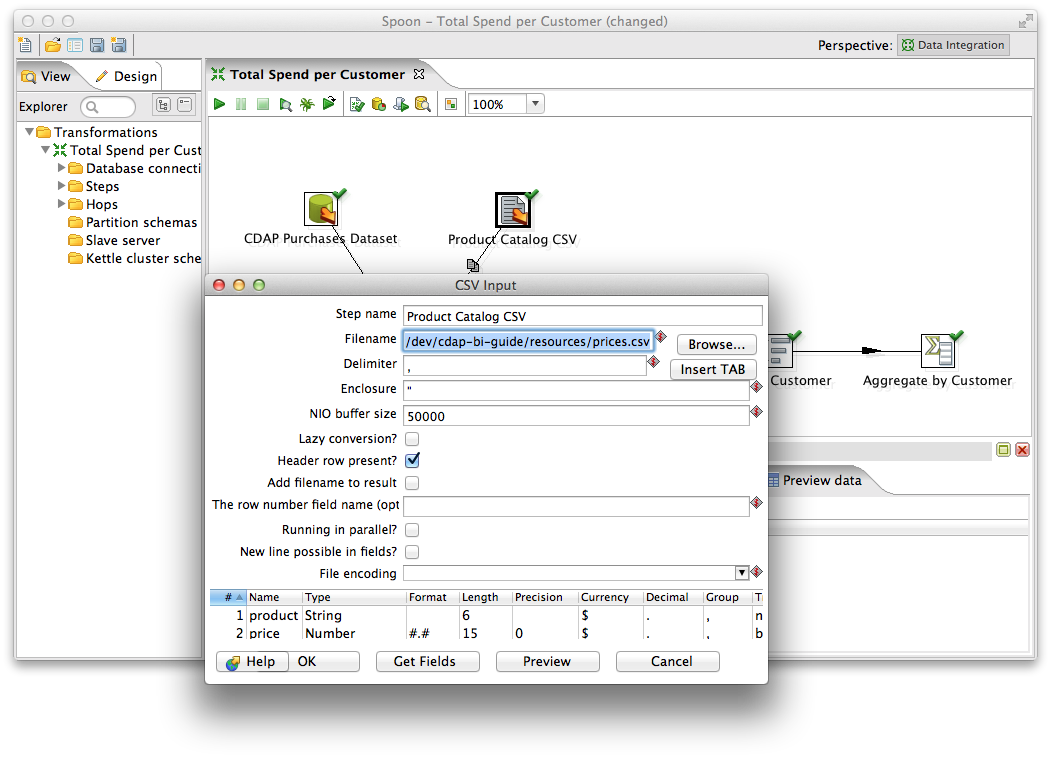 Spoon – Total Spend per Customer (changed)
Perspective: Data Integration
View Design
Total Spend per Customer
Explorer
100%
Transformations
Total Spend per Cust
Database connecti
Steps
Hops
Partition schemas
Slave server
Kettle cluster sche
CDAP Purchases Dataset
Product Catalog CSV
Customer
Aggregate by Customer
Preview data
CSV Input
Step name Product Catalog CSV
Filename /dev/cdap-bi-guide/resources/prices.csv Browse...
Delimiter , Insert TAB
Enclosure "
NIO buffer size 50000
Lazy conversion?
Header row present?
Add filename to result
The row number field name (opt
Running in parallel?
New line possible in fields?
File encoding
# Name Type Format Length Precision Currency Decimal Group T
1 product String 6 $ . , n
2 price Number #.# 15 0 $ . , b
Help OK Get Fields Preview Cancel